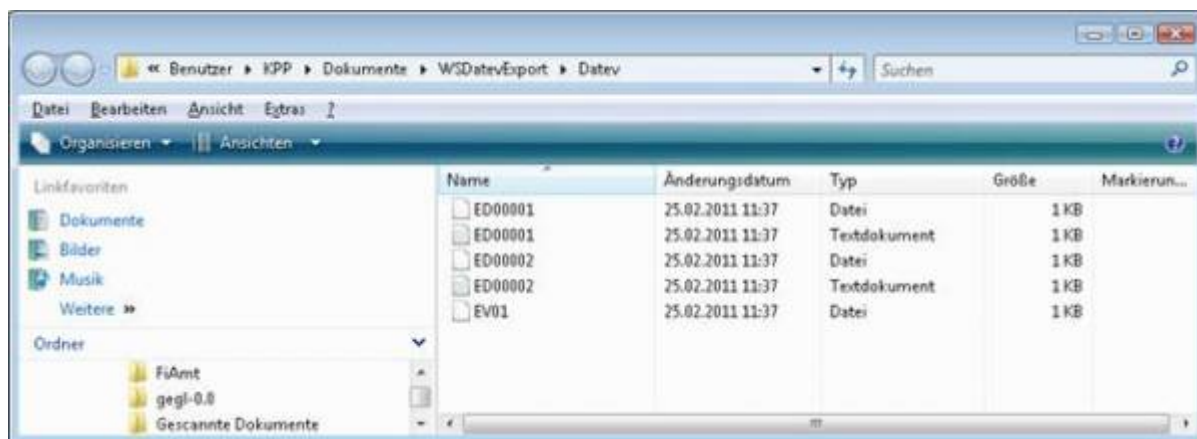 « Benutzer ▸ KPP ▸ Dokumente ▸ WSDatevExport ▸ Datev Suchen
Datei Bearbeiten Ansicht Extras ?
Organisieren Ansichten
Linkfavoriten
Dokumente
Bilder
Musik
Weitere »
Ordner
FiAmt
gegl-0.0
Gescannte Dokumente
Name Änderungsdatum Typ Größe Markierun...
ED00001 25.02.2011 11:37 Datei 1 KB
ED00001 25.02.2011 11:37 Textdokument 1 KB
ED00002 25.02.2011 11:37 Datei 1 KB
ED00002 25.02.2011 11:37 Textdokument 1 KB
EV01 25.02.2011 11:37 Datei 1 KB